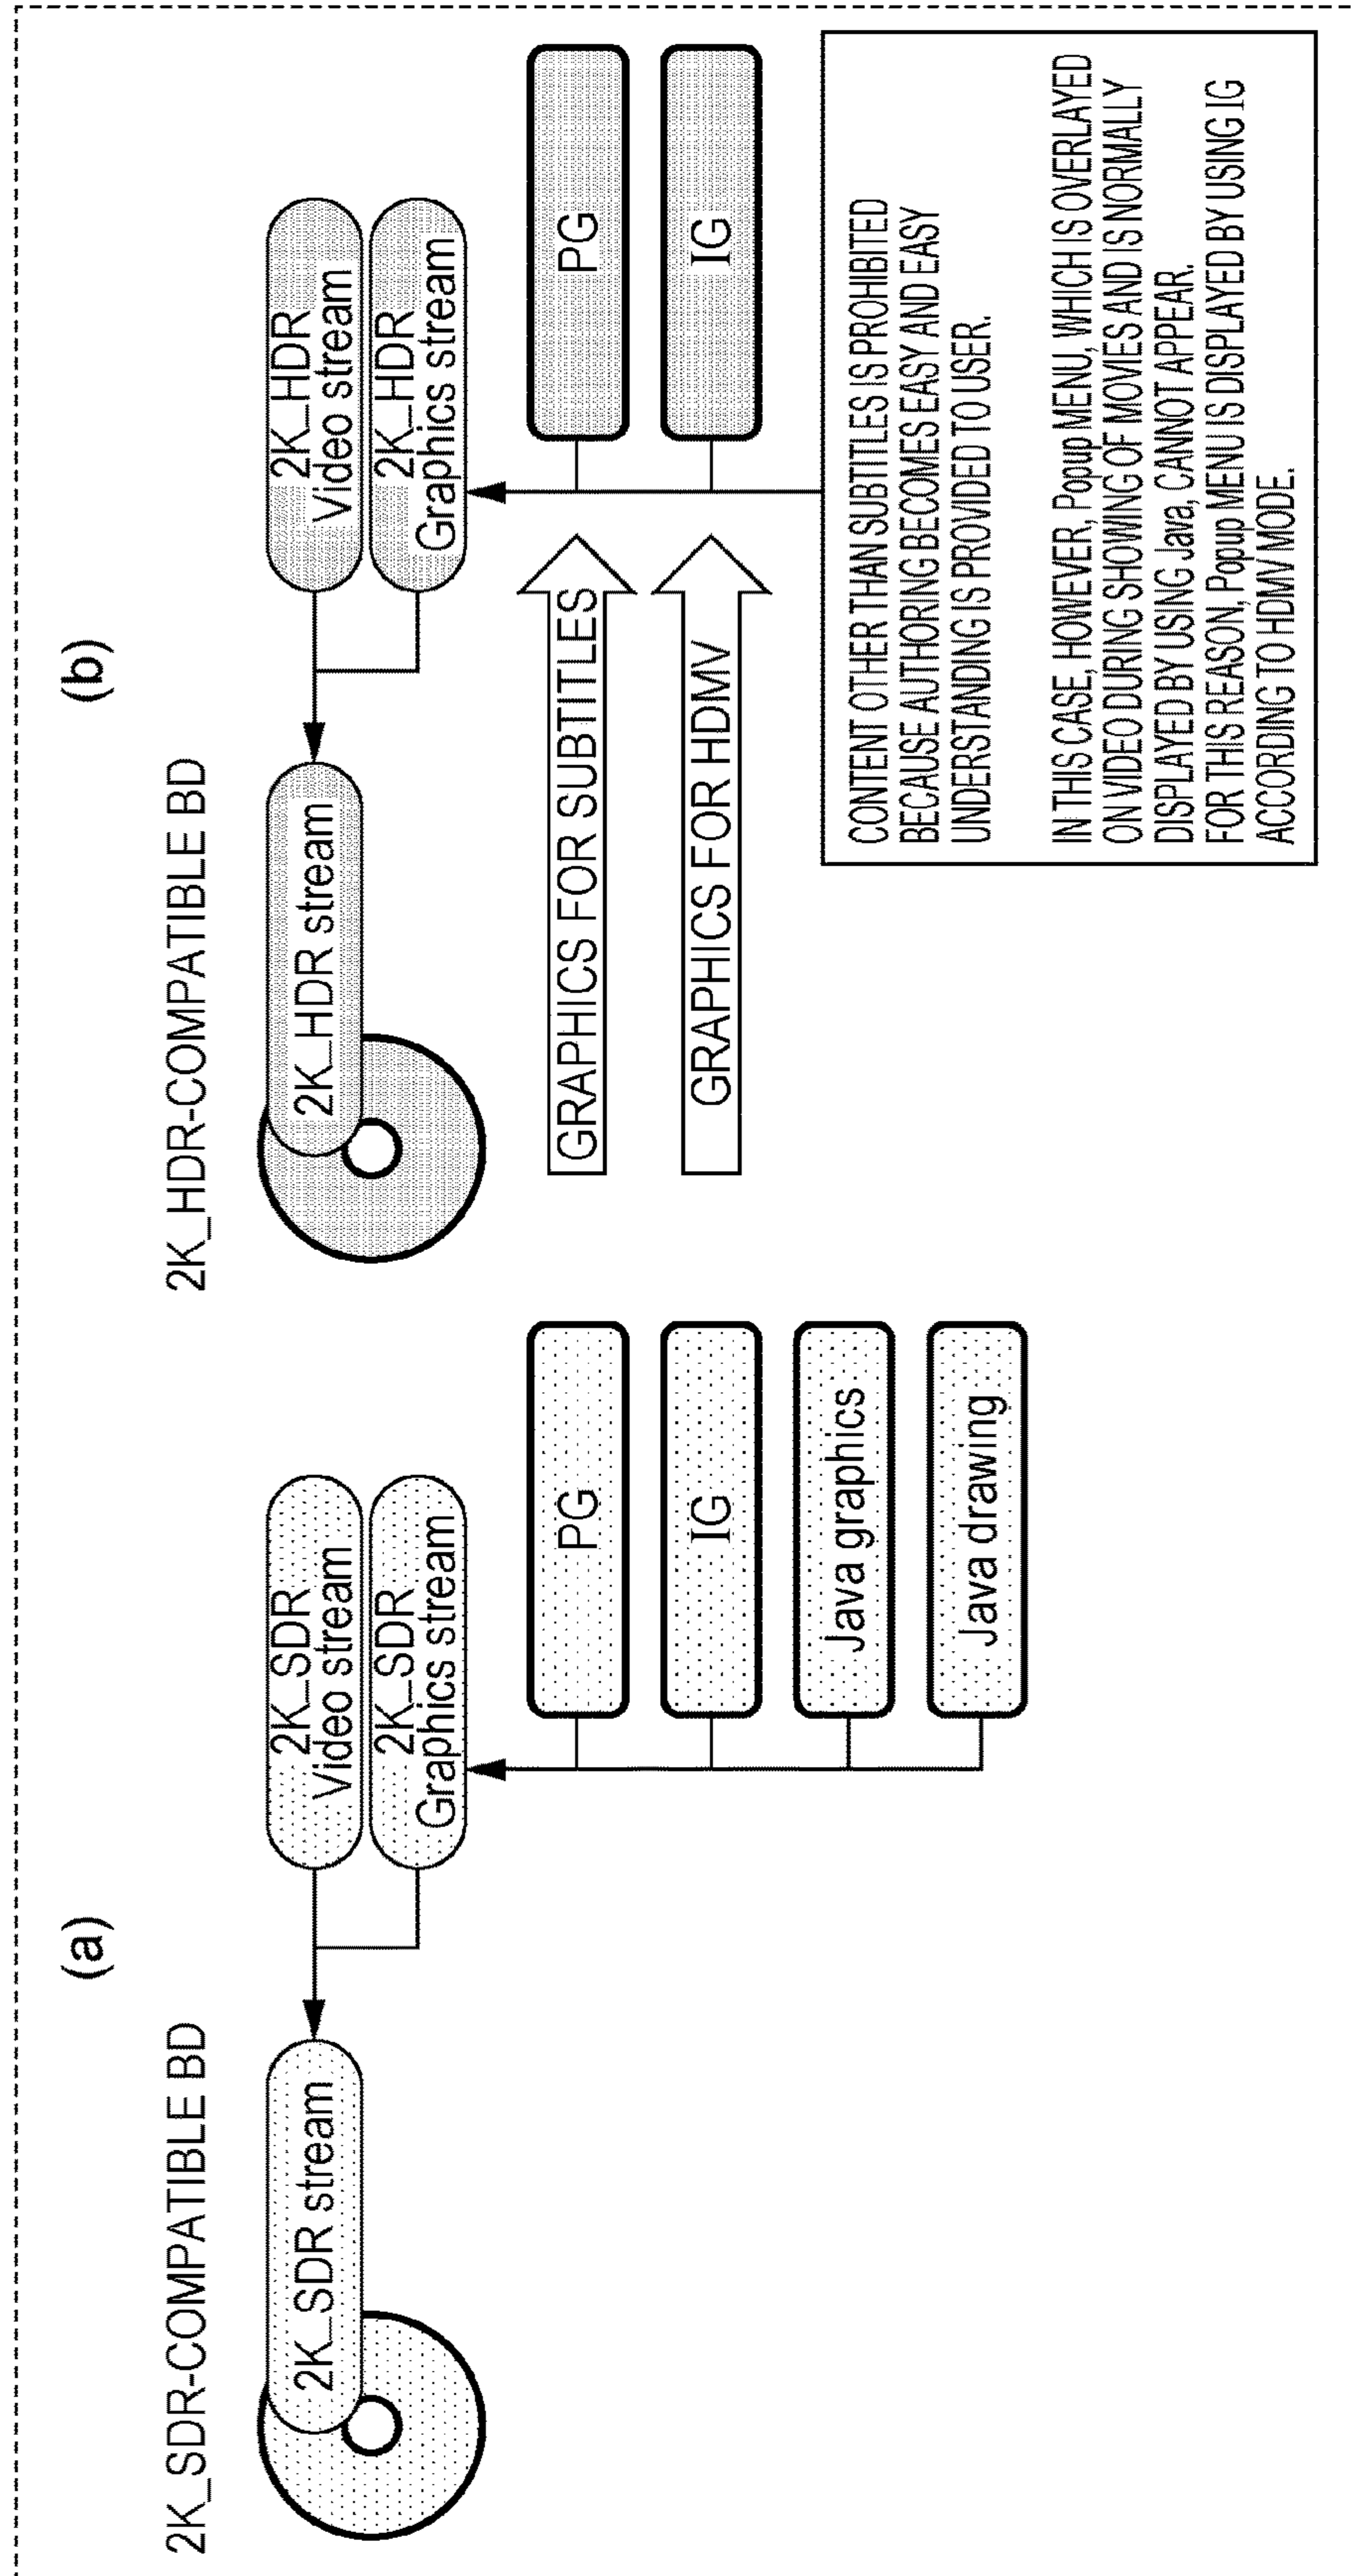 (a)
2K_SDR-COMPATIBLE BD
2K_SDR stream
2K_SDR
Video stream
2K_SDR
Graphics stream
PG
IG
Java graphics
Java drawing
(b)
2K_HDR-COMPATIBLE BD
2K_HDR stream
2K_HDR
Video stream
2K_HDR
Graphics stream
GRAPHICS FOR SUBTITLES
PG
GRAPHICS FOR HDMV
IG
CONTENT OTHER THAN SUBTITLES IS PROHIBITED
BECAUSE AUTHORING BECOMES EASY AND EASY
UNDERSTANDING IS PROVIDED TO USER.
IN THIS CASE, HOWEVER, Popup MENU, WHICH IS OVERLAYED
ON VIDEO DURING SHOWING OF MOVIES AND IS NORMALLY
DISPLAYED BY USING Java, CANNOT APPEAR.
FOR THIS REASON, Popup MENU IS DISPLAYED BY USING IG
ACCORDING TO HDMV MODE.